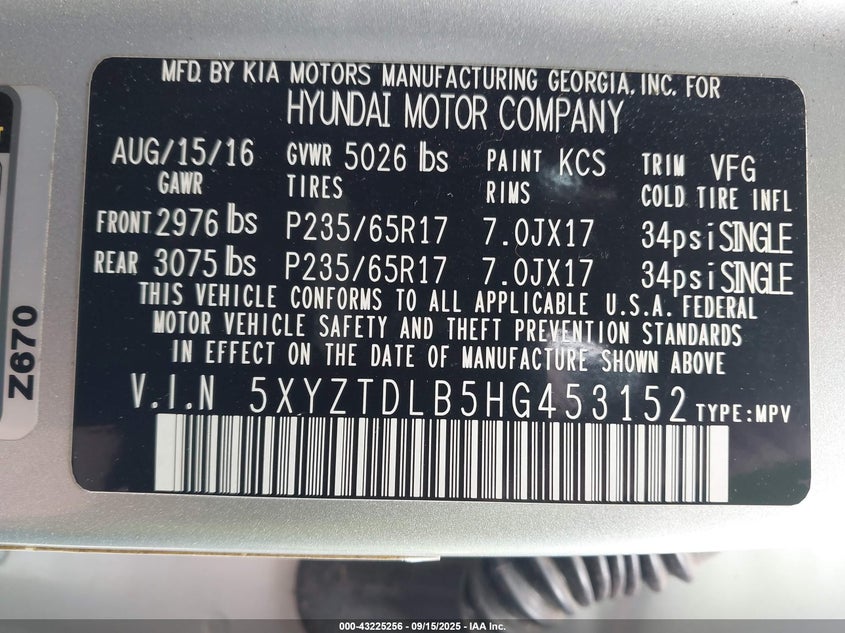 MFD. BY KIA MOTORS MANUFACTURING GEORGIA, INC. FOR
HYUNDAI MOTOR COMPANY
AUG/15/16 GVWR 5026 lbs PAINT KCS TRIM VFG
GAWR TIRES RIMS COLD TIRE INFL
FRONT 2976 lbs P235/65R17 7.0JX17 34psi SINGLE
REAR 3075 lbs P235/65R17 7.0JX17 34psi SINGLE
THIS VEHICLE CONFORMS TO ALL APPLICABLE U.S.A. FEDERAL
MOTOR VEHICLE SAFETY AND THEFT PREVENTION STANDARDS
IN EFFECT ON THE DATE OF MANUFACTURE SHOWN ABOVE
V.I.N 5XYZTDLB5HG453152 TYPE:MPV
Z670
000-43225256 - 09/15/2025 - IAA Inc.